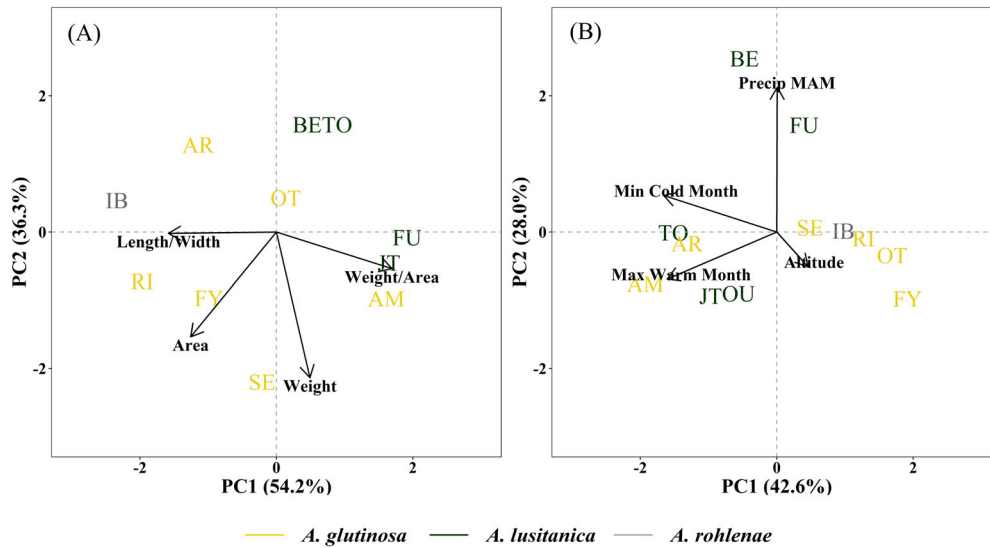 (A)
2
0
-2
PC2 (36.3%)
BETO
AR
OT
IB
Length/Width
FU
JT
Weight/Area
RI
FY
AM
Area
SE
Weight
-2
0
2
PC1 (54.2%)
(B)
2
0
-2
PC2 (28.0%)
BE
Precip MAM
FU
Min Cold Month
TO
SE
IB
AR
RI
OT
Altitude
Max Warm Month
AM
JT
OU
FY
-2
0
2
PC1 (42.6%)
A. glutinosa
A. lusitanica
A. rohlenae